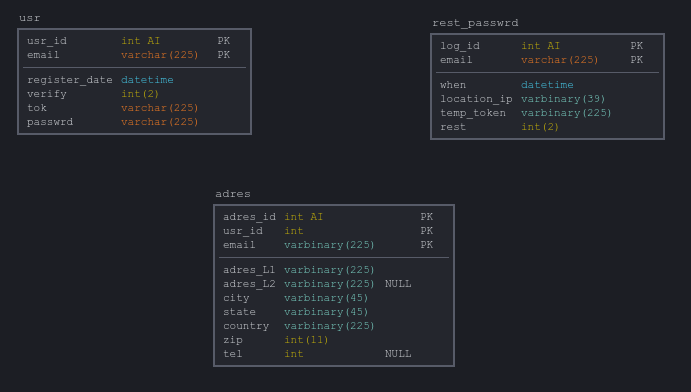 usr
usr_id int AI PK
email varchar(225) PK
register_date datetime
verify int(2)
tok varchar(225)
passwrd varchar(225)
rest_passwrd
log_id int AI PK
email varchar(225) PK
when datetime
location_ip varbinary(39)
temp_token varbinary(225)
rest int(2)
adres
adres_id int AI PK
usr_id int PK
email varbinary(225) PK
adres_L1 varbinary(225)
adres_L2 varbinary(225) NULL
city varbinary(45)
state varbinary(45)
country varbinary(225)
zip int(11)
tel int NULL